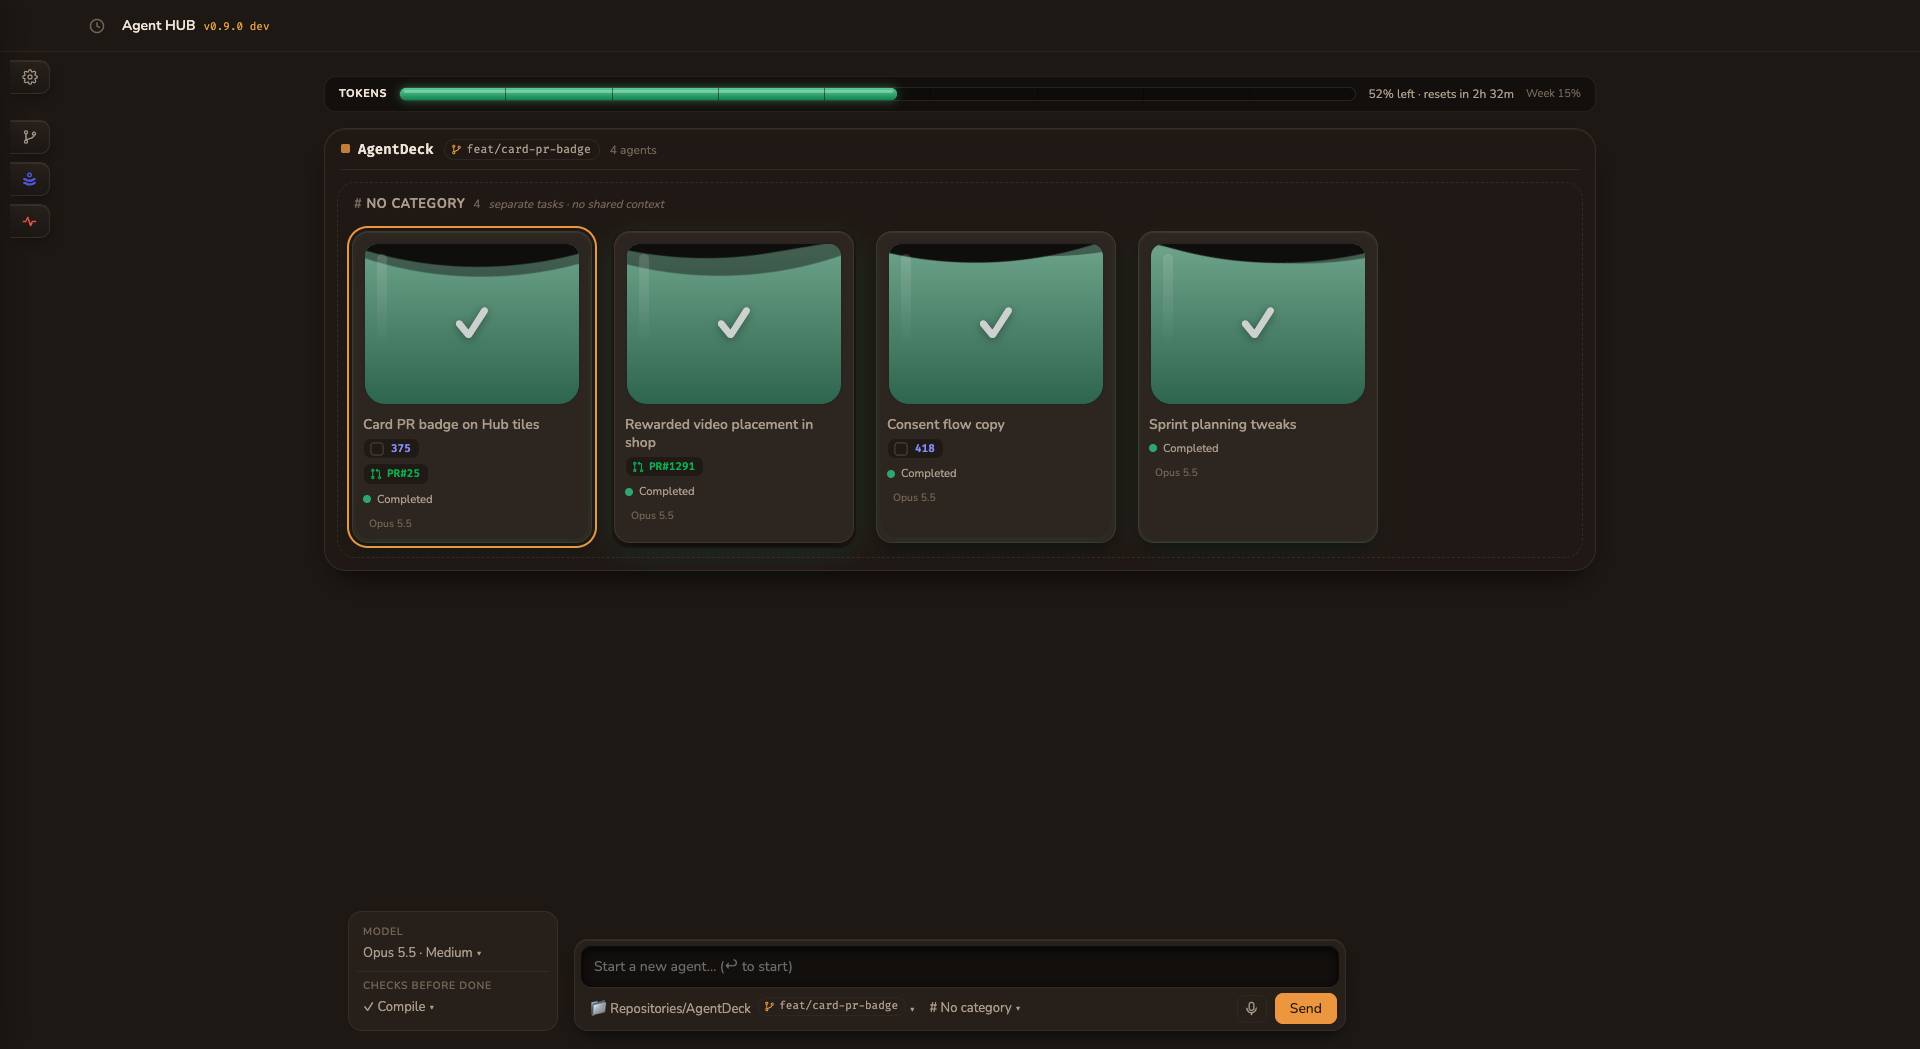 Agent HUB v0.9.0 dev
TOKENS 52% left · resets in 2h 32m Week 15%
AgentDeck feat/card-pr-badge 4 agents
# NO CATEGORY 4 separate tasks · no shared context
Card PR badge on Hub tiles
375
PR#25
Completed
Opus 5.5
Rewarded video placement in
shop
PR#1291
Completed
Opus 5.5
Consent flow copy
418
Completed
Opus 5.5
Sprint planning tweaks
Completed
Opus 5.5
MODEL
Opus 5.5 · Medium ▾
CHECKS BEFORE DONE
✓ Compile ▾
Start a new agent... (↩ to start)
Repositories/AgentDeck feat/card-pr-badge ▾ # No category ▾ Send